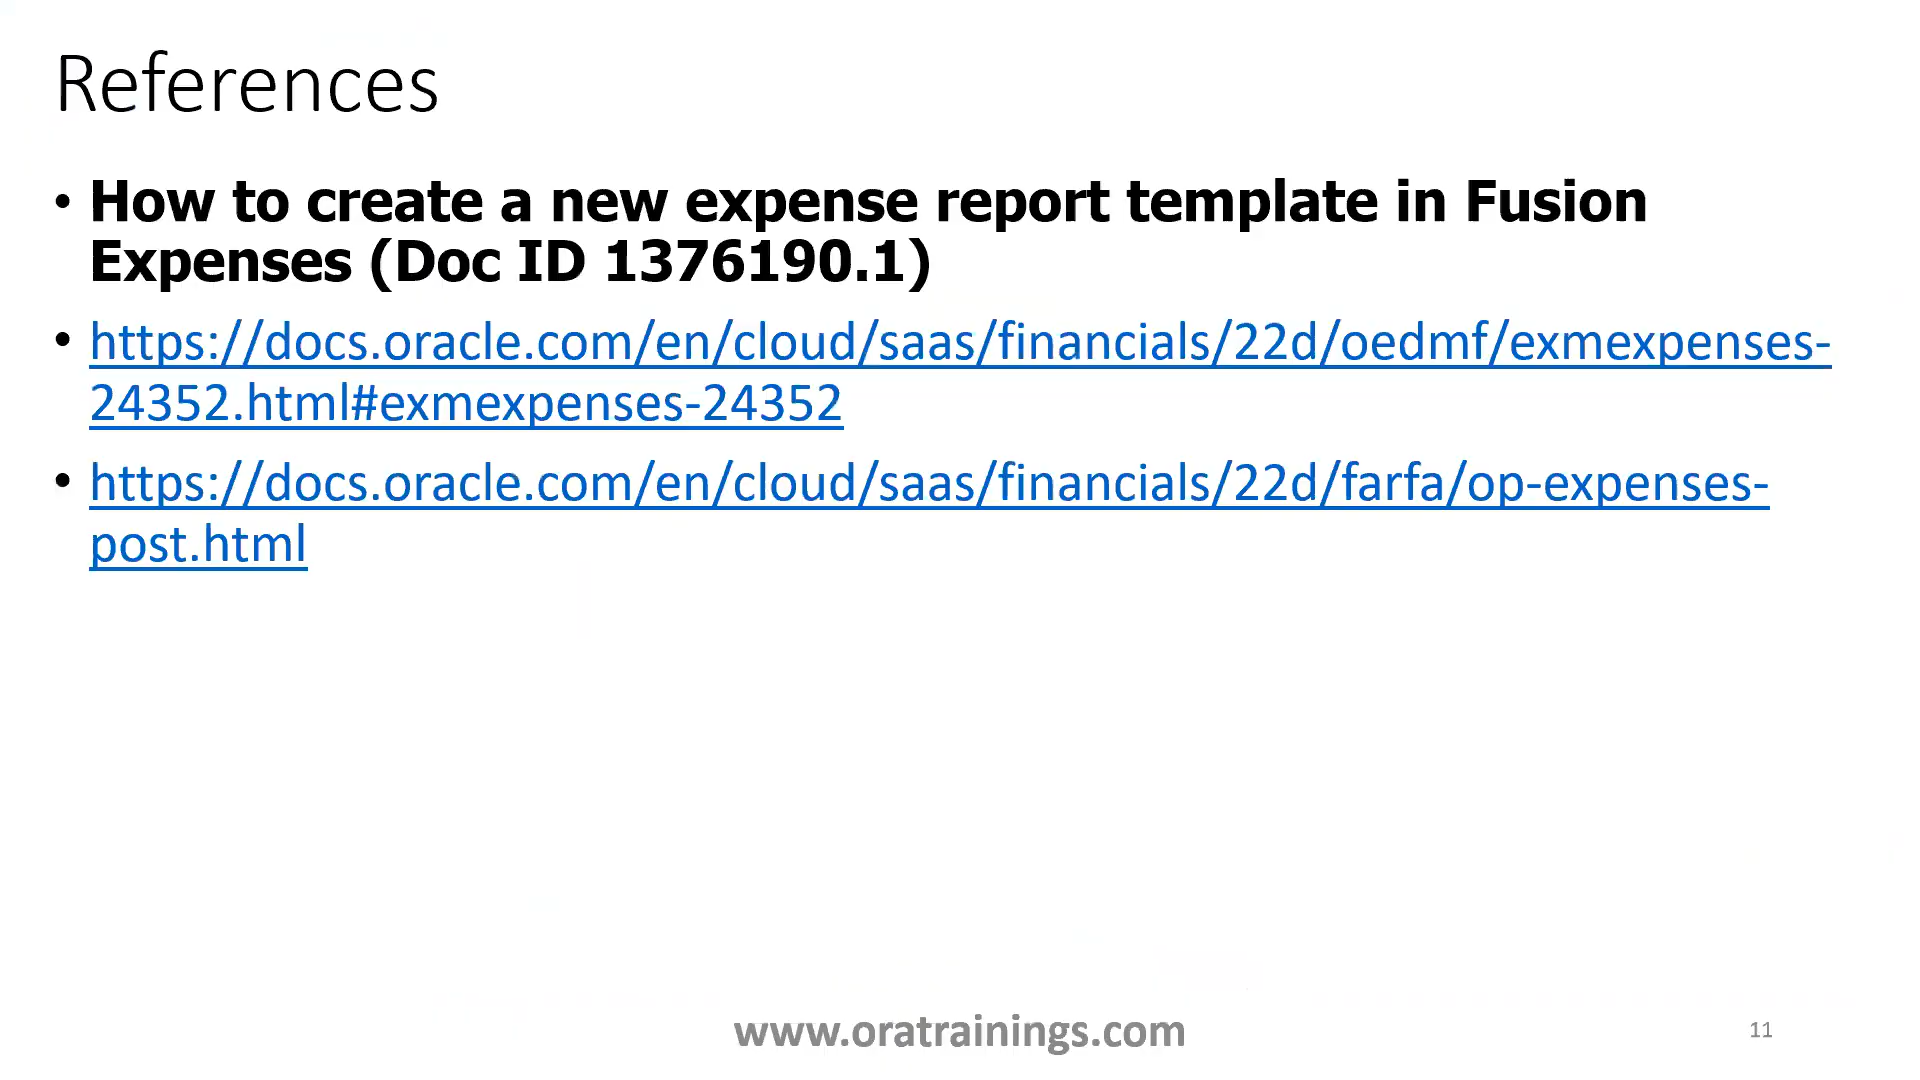 References
• How to create a new expense report template in Fusion
Expenses (Doc ID 1376190.1)
• https://docs.oracle.com/en/cloud/saas/financials/22d/oedmf/exmexpenses-
24352.html#exmexpenses-24352
• https://docs.oracle.com/en/cloud/saas/financials/22d/farfa/op-expenses-
post.html
www.oratrainings.com
11